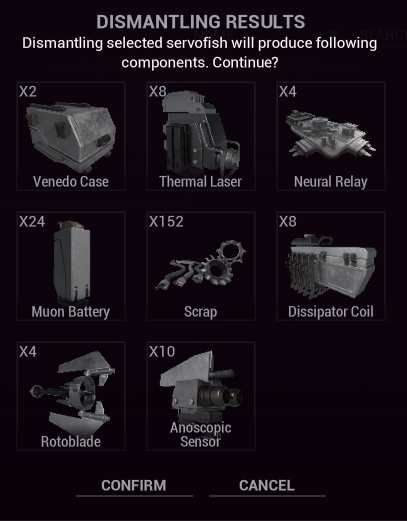 DISMANTLING RESULTS
Dismantling selected servofish will produce following
components. Continue?
X2
Venedo Case
X8
Thermal Laser
X4
Neural Relay
X24
Muon Battery
X152
Scrap
X8
Dissipator Coil
X4
Rotoblade
X10
Anoscopic
Sensor
CONFIRM
CANCEL